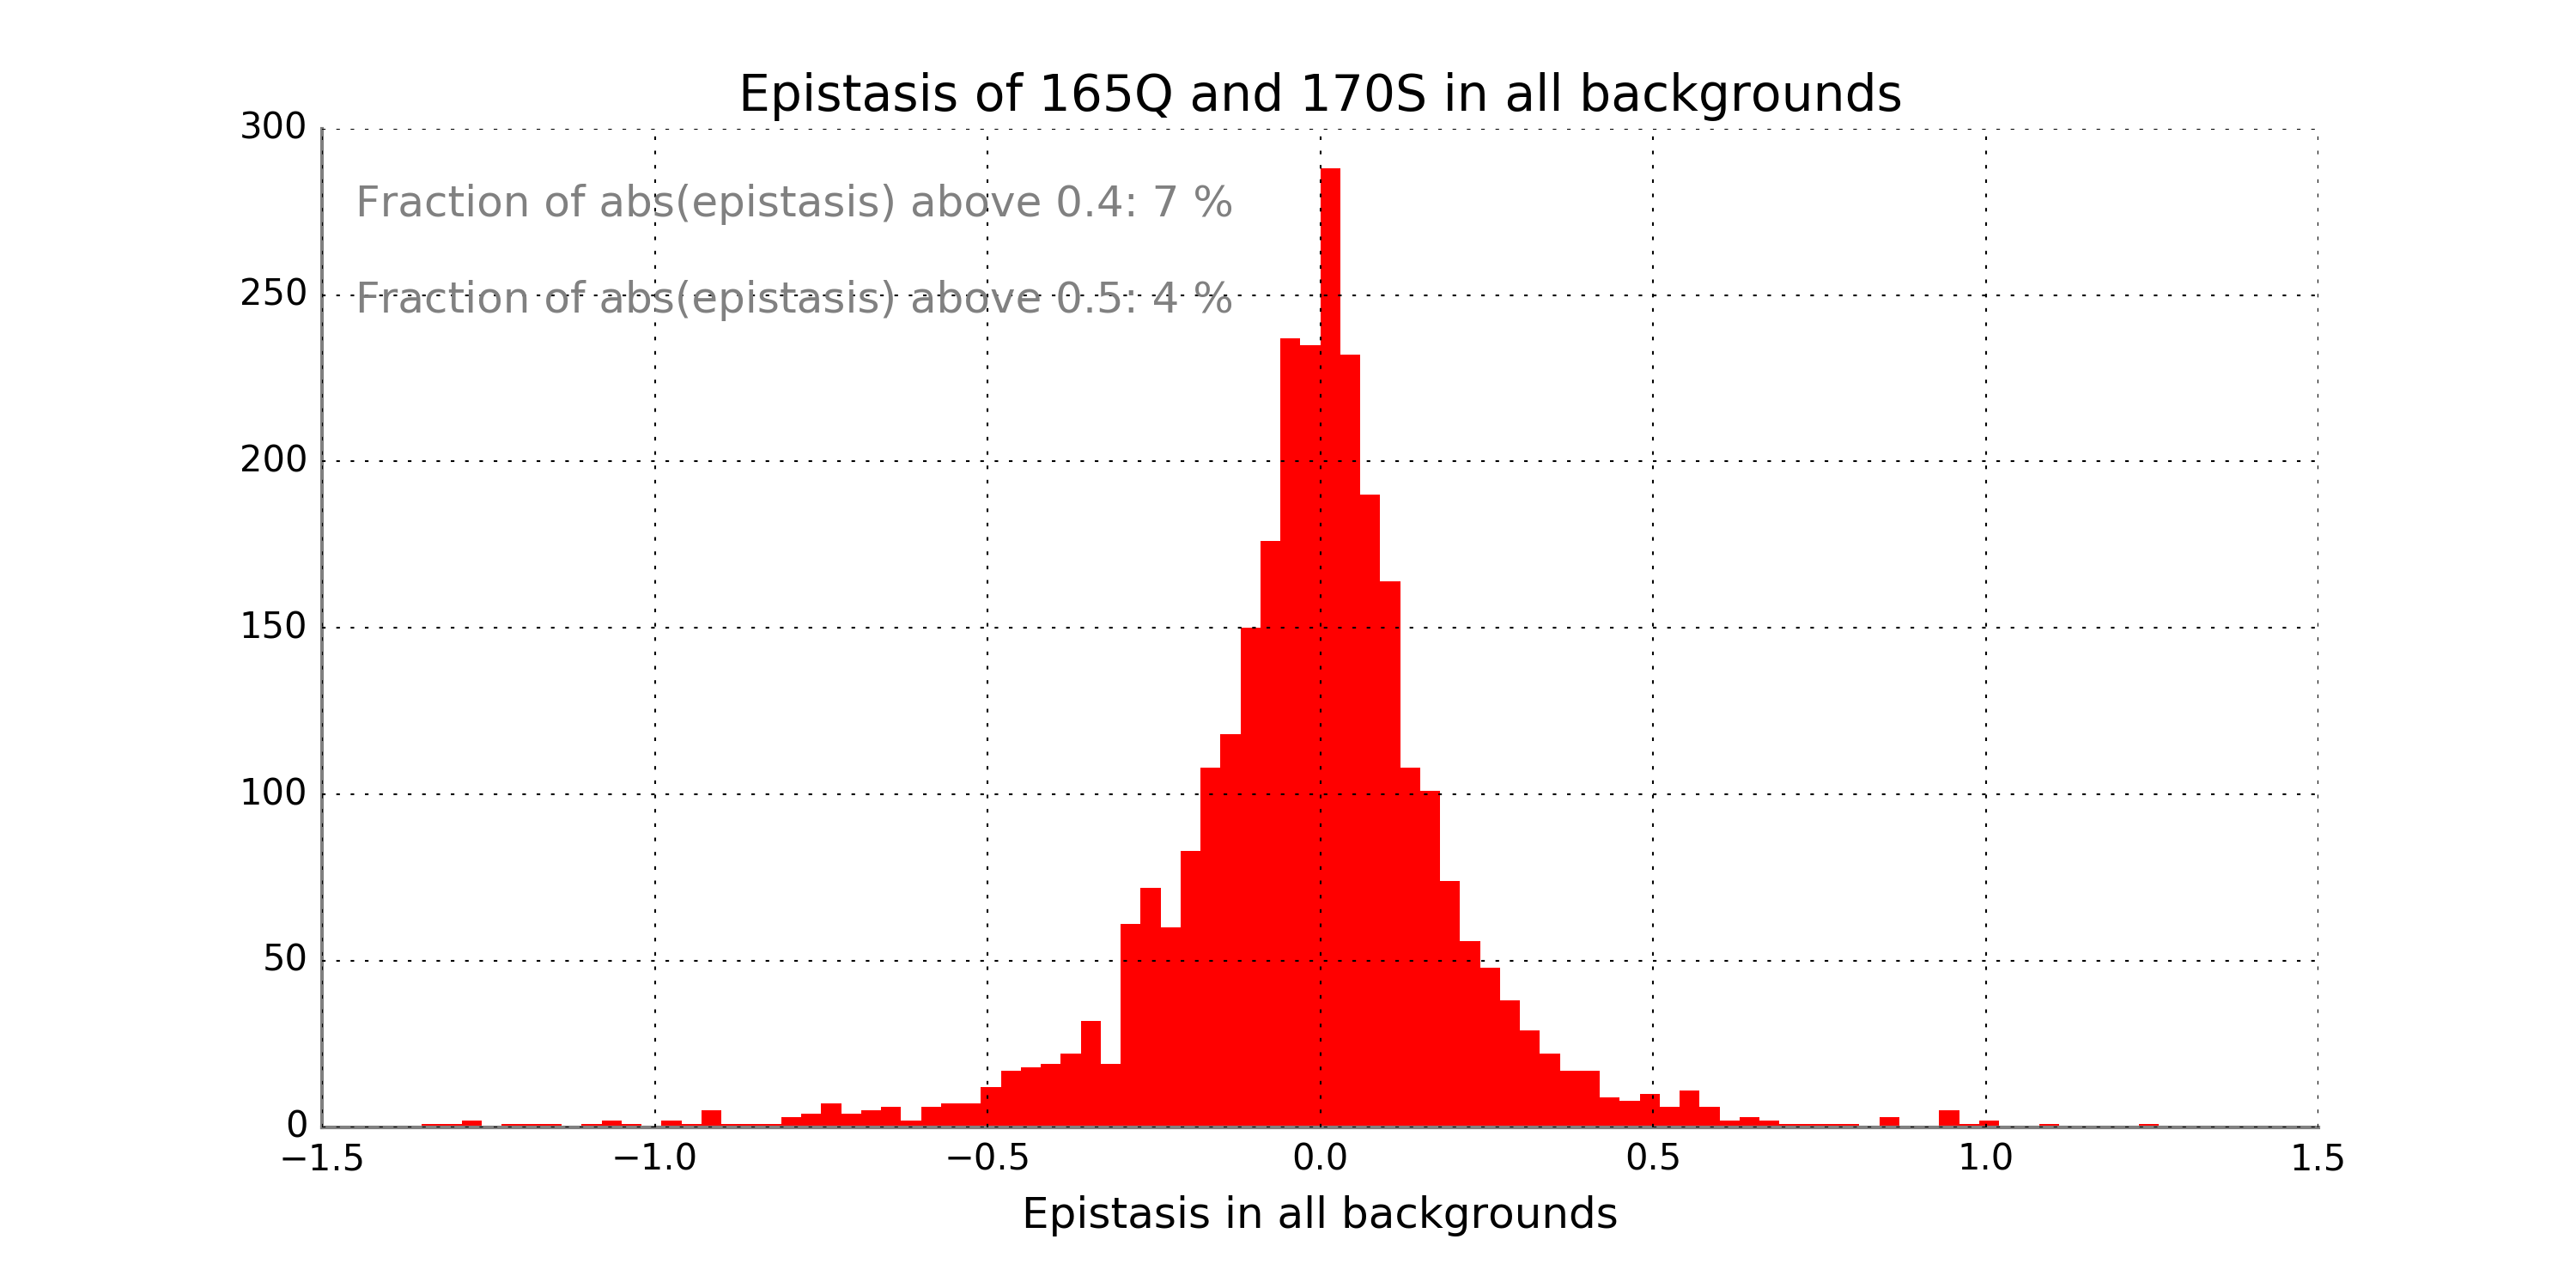 Epistasis of 165Q and 170S in all backgrounds
300
Fraction of abs(epistasis) above 0.4: 7 %
250
Fraction of abs(epistasis) above 0.5: 4 %
200
150
100
50
0
−1.5 −1.0 −0.5 0.0 0.5 1.0 1.5
Epistasis in all backgrounds